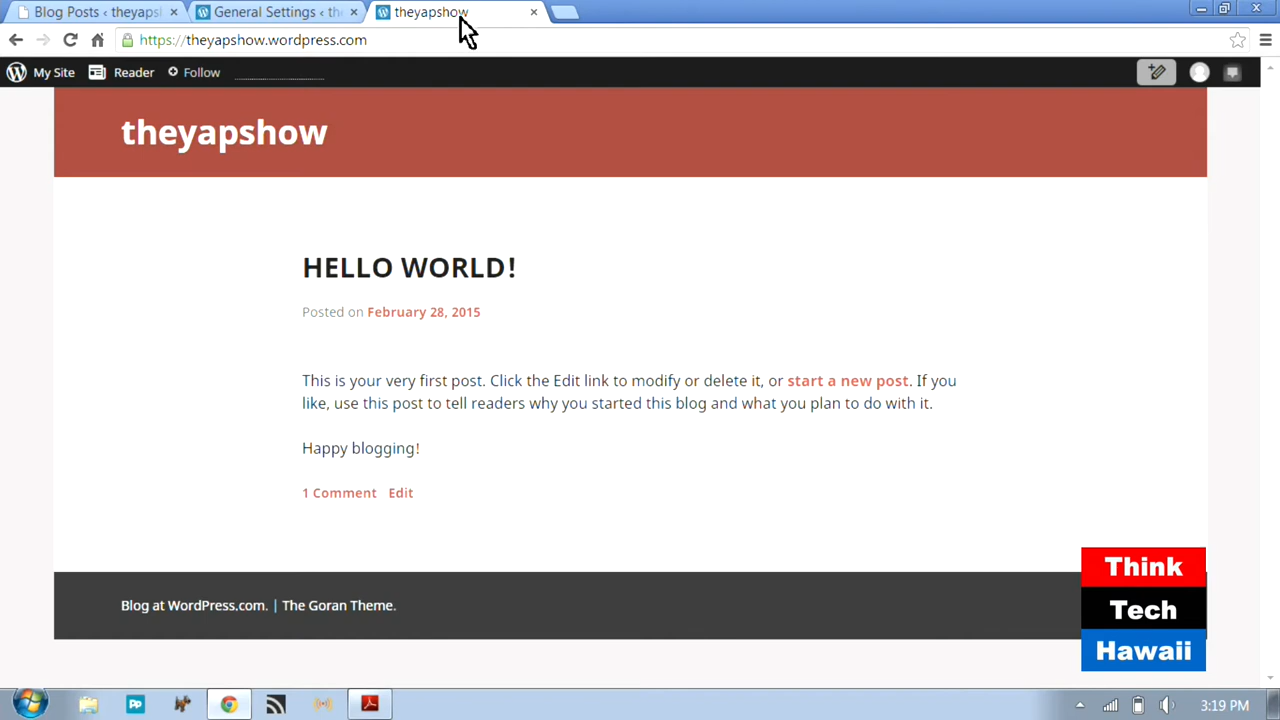 Blog Posts ‹ theyaps
General Settings ‹ the
theyapshow
https://theyapshow.wordpress.com
My Site Reader Follow
theyapshow
HELLO WORLD!
Posted on February 28, 2015
This is your very first post. Click the Edit link to modify or delete it, or start a new post. If you
like, use this post to tell readers why you started this blog and what you plan to do with it.
Happy blogging!
1 Comment Edit
Think
Tech
Hawaii
Blog at WordPress.com. | The Goran Theme.
3:19 PM